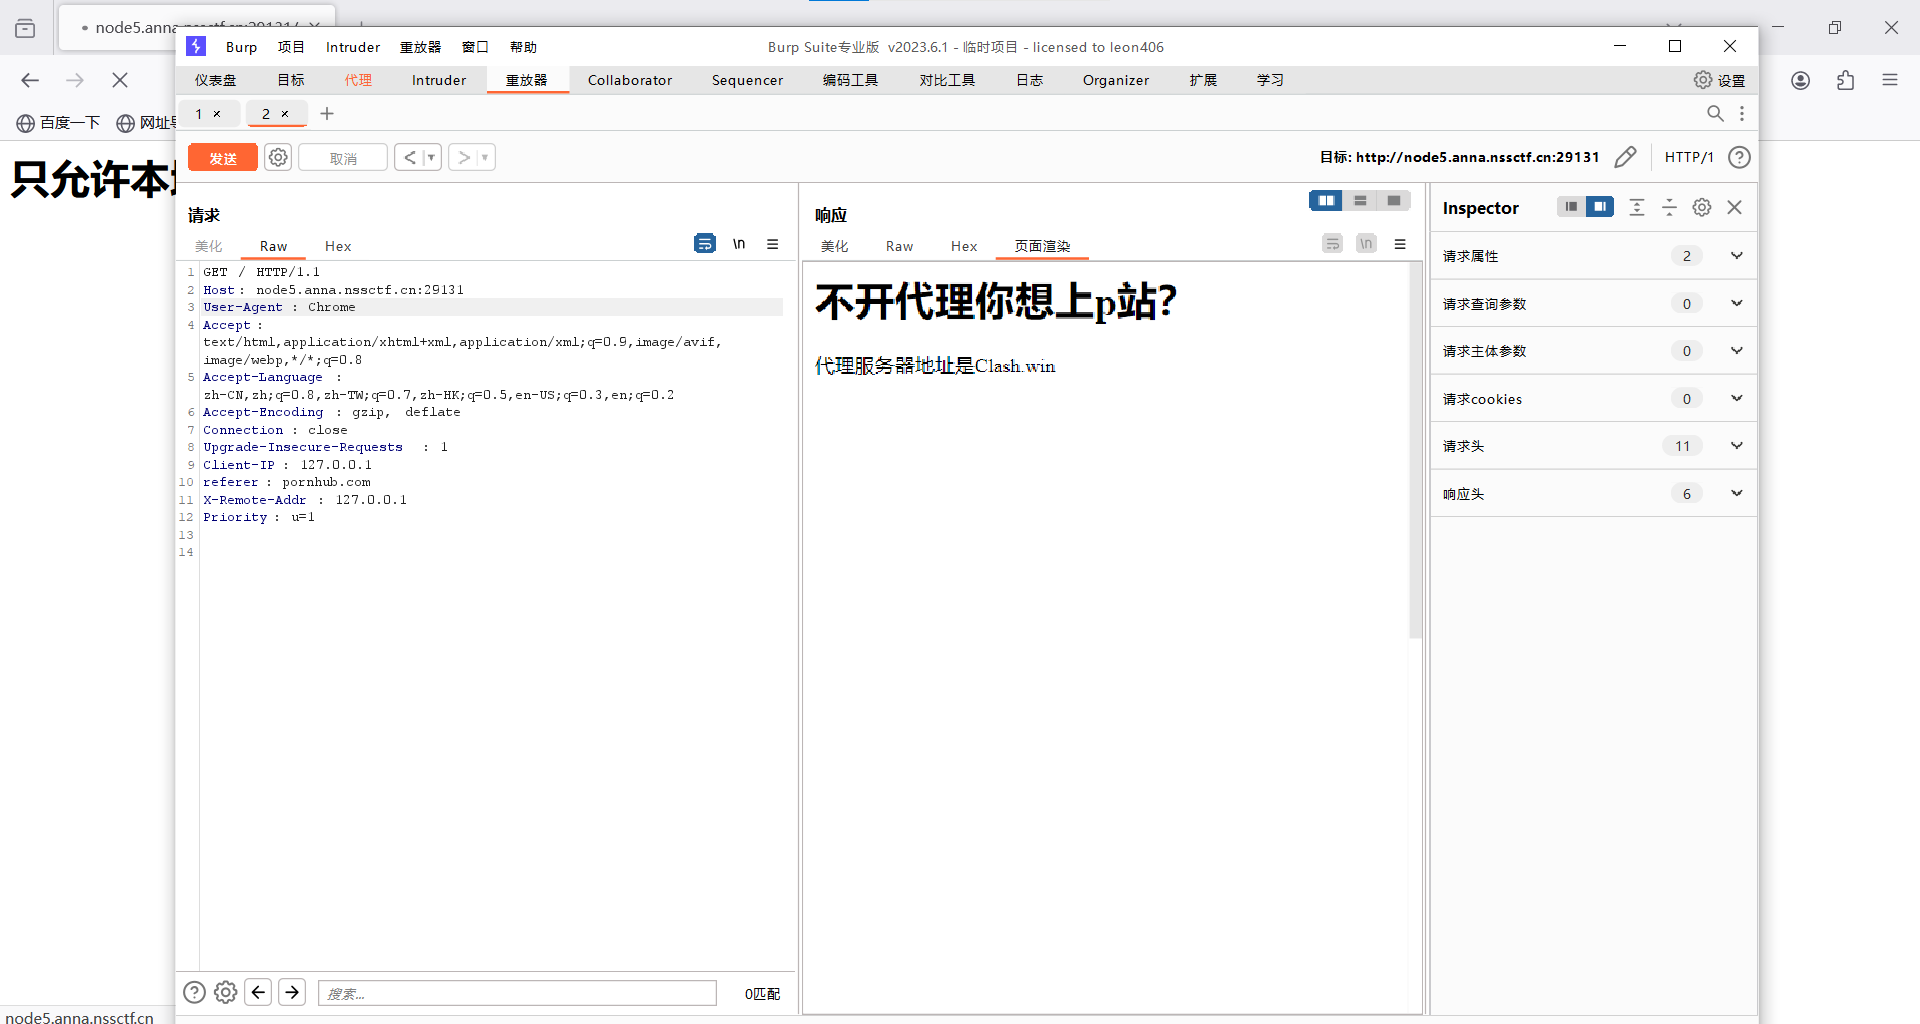 node5.anna.nssctf.cn:29131/
Burp 项目 Intruder 重放器 窗口 帮助
Burp Suite专业版 v2023.6.1 - 临时项目 - licensed to leon406
仪表盘 目标 代理 Intruder 重放器 Collaborator Sequencer 编码工具 对比工具 日志 Organizer 扩展 学习 设置
百度一下 网址导
1 × 2 × +
发送 取消 < >
目标: http://node5.anna.nssctf.cn:29131 HTTP/1
只允许本地
请求
美化 Raw Hex \n
1 GET / HTTP/1.1
2 Host: node5.anna.nssctf.cn:29131
3 User-Agent: Chrome
4 Accept:
text/html,application/xhtml+xml,application/xml;q=0.9,image/avif,
image/webp,*/*;q=0.8
5 Accept-Language:
zh-CN,zh;q=0.8,zh-TW;q=0.7,zh-HK;q=0.5,en-US;q=0.3,en;q=0.2
6 Accept-Encoding: gzip, deflate
7 Connection: close
8 Upgrade-Insecure-Requests: 1
9 Client-IP: 127.0.0.1
10 referer: pornhub.com
11 X-Remote-Addr: 127.0.0.1
12 Priority: u=1
13
14
搜索... 0匹配
响应
美化 Raw Hex 页面渲染 \n
不开代理你想上p站?
代理服务器地址是Clash.win
Inspector
请求属性 2
请求查询参数 0
请求主体参数 0
请求cookies 0
请求头 11
响应头 6
node5.anna.nssctf.cn